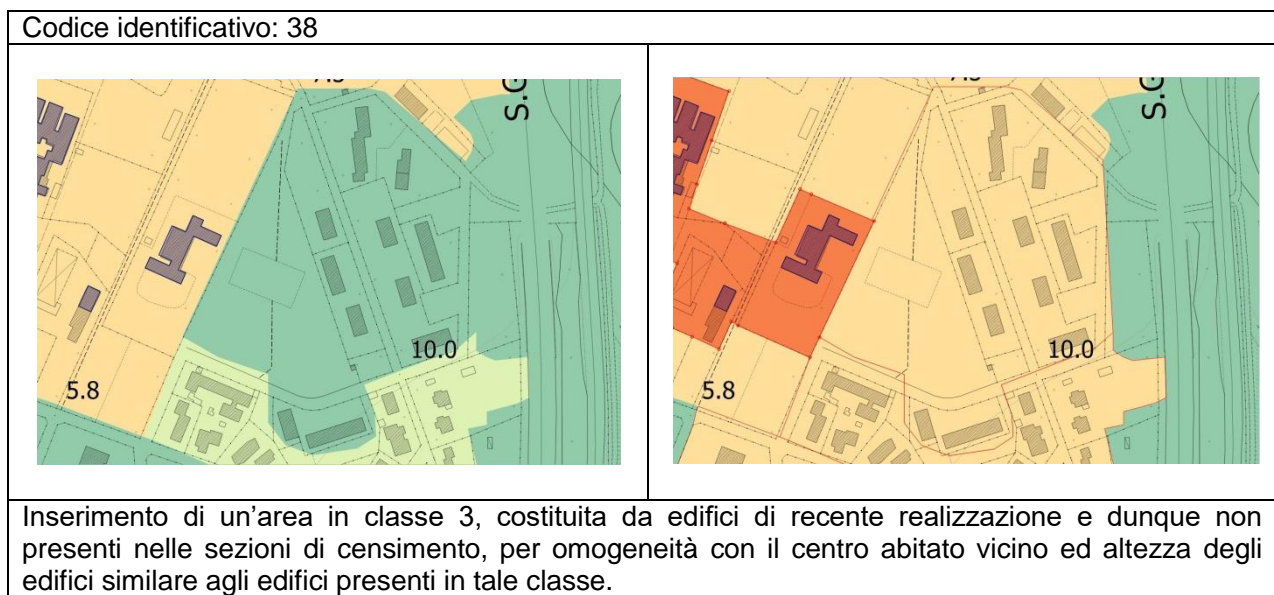 Codice identificativo: 38
S.G
10.0
5.8
S.G
10.0
5.8
Inserimento di un'area in classe 3, costituita da edifici di recente realizzazione e dunque non
presenti nelle sezioni di censimento, per omogeneità con il centro abitato vicino ed altezza degli
edifici similare agli edifici presenti in tale classe.